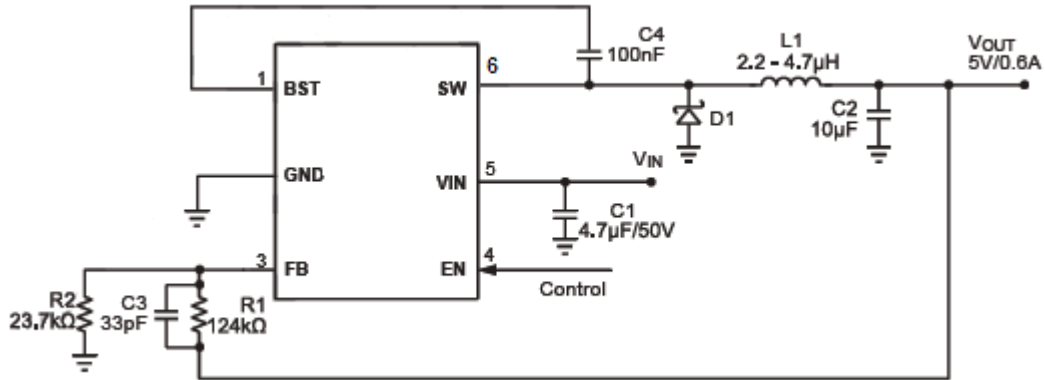 C4
100nF
L1
2.2 - 4.7µH
VOUT
5V/0.6A
1
BST
SW
6
D1
C2
10µF
GND
VIN
5
VIN
C1
4.7µF/50V
3
FB
EN
4
Control
R2
23.7kΩ
C3
33pF
R1
124kΩ